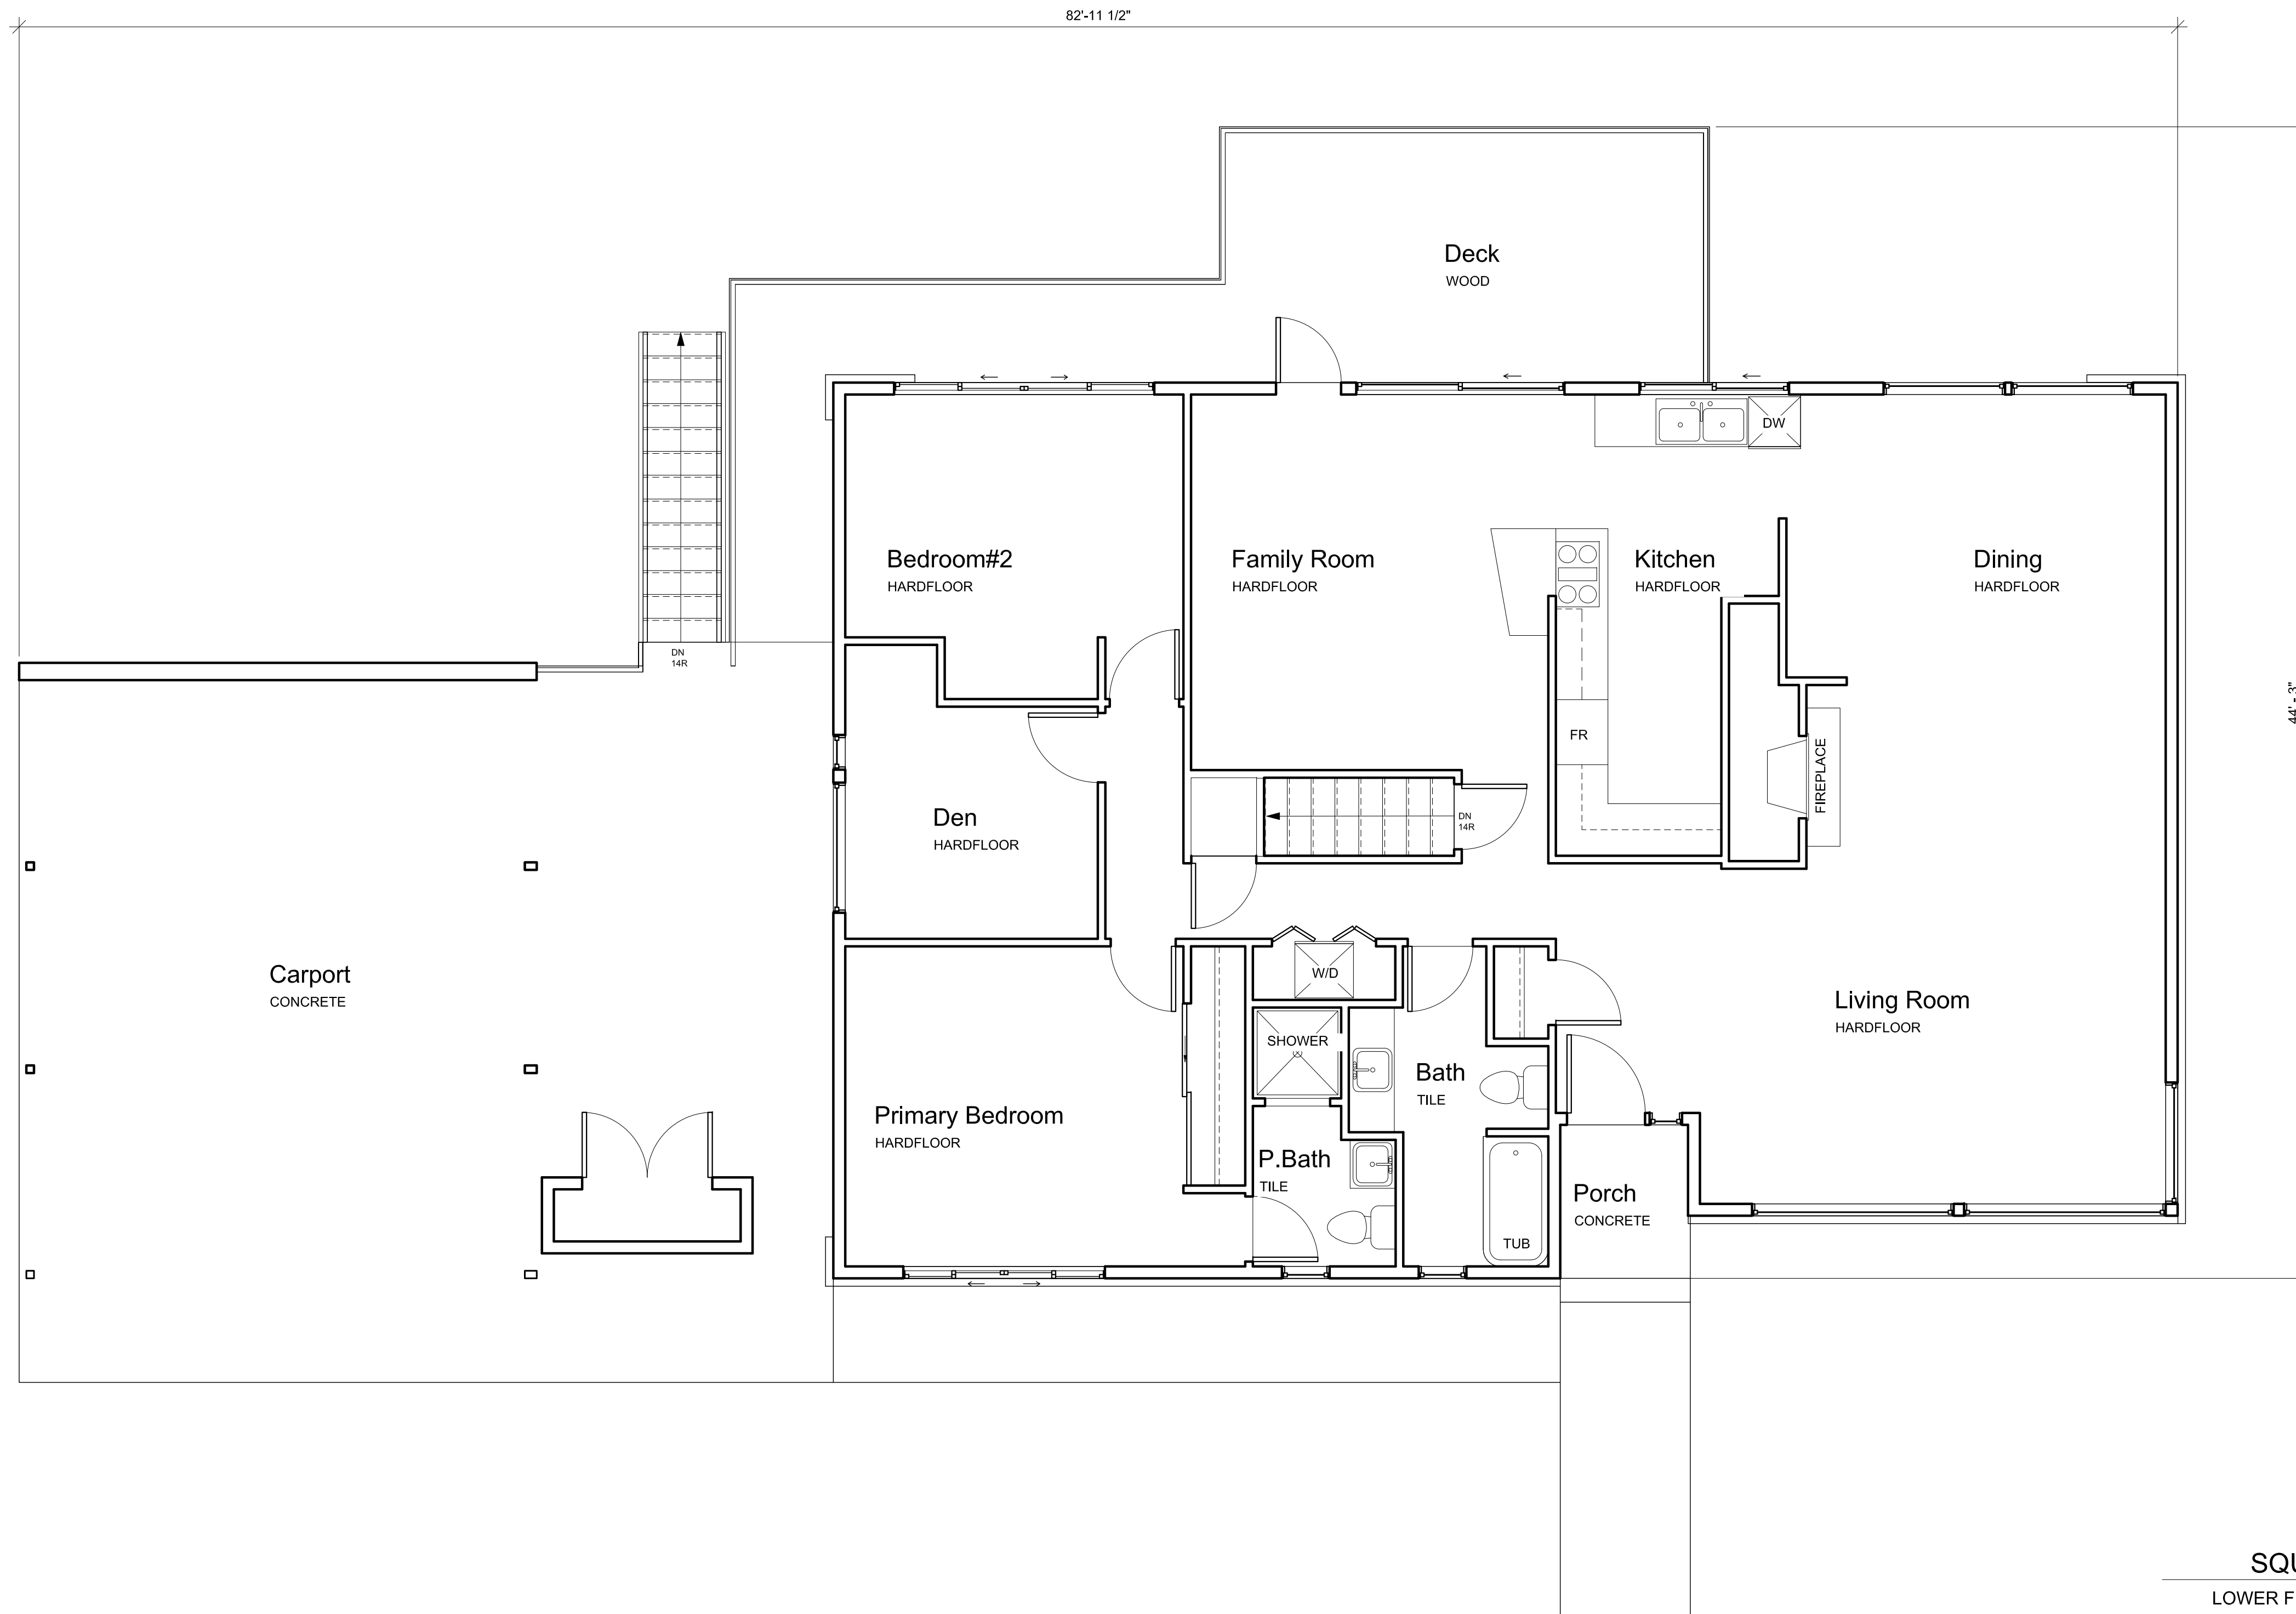 82'-11 1/2"
Deck
WOOD
DW
Bedroom#2
HARDFLOOR
Family Room
HARDFLOOR
Kitchen
HARDFLOOR
Dining
HARDFLOOR
DN
14R
44' - 3"
FR
FIREPLACE
Den
HARDFLOOR
DN
14R
Carport
CONCRETE
W/D
Living Room
HARDFLOOR
SHOWER
Bath
TILE
Primary Bedroom
HARDFLOOR
P.Bath
TILE
Porch
CONCRETE
TUB
SQU
LOWER F